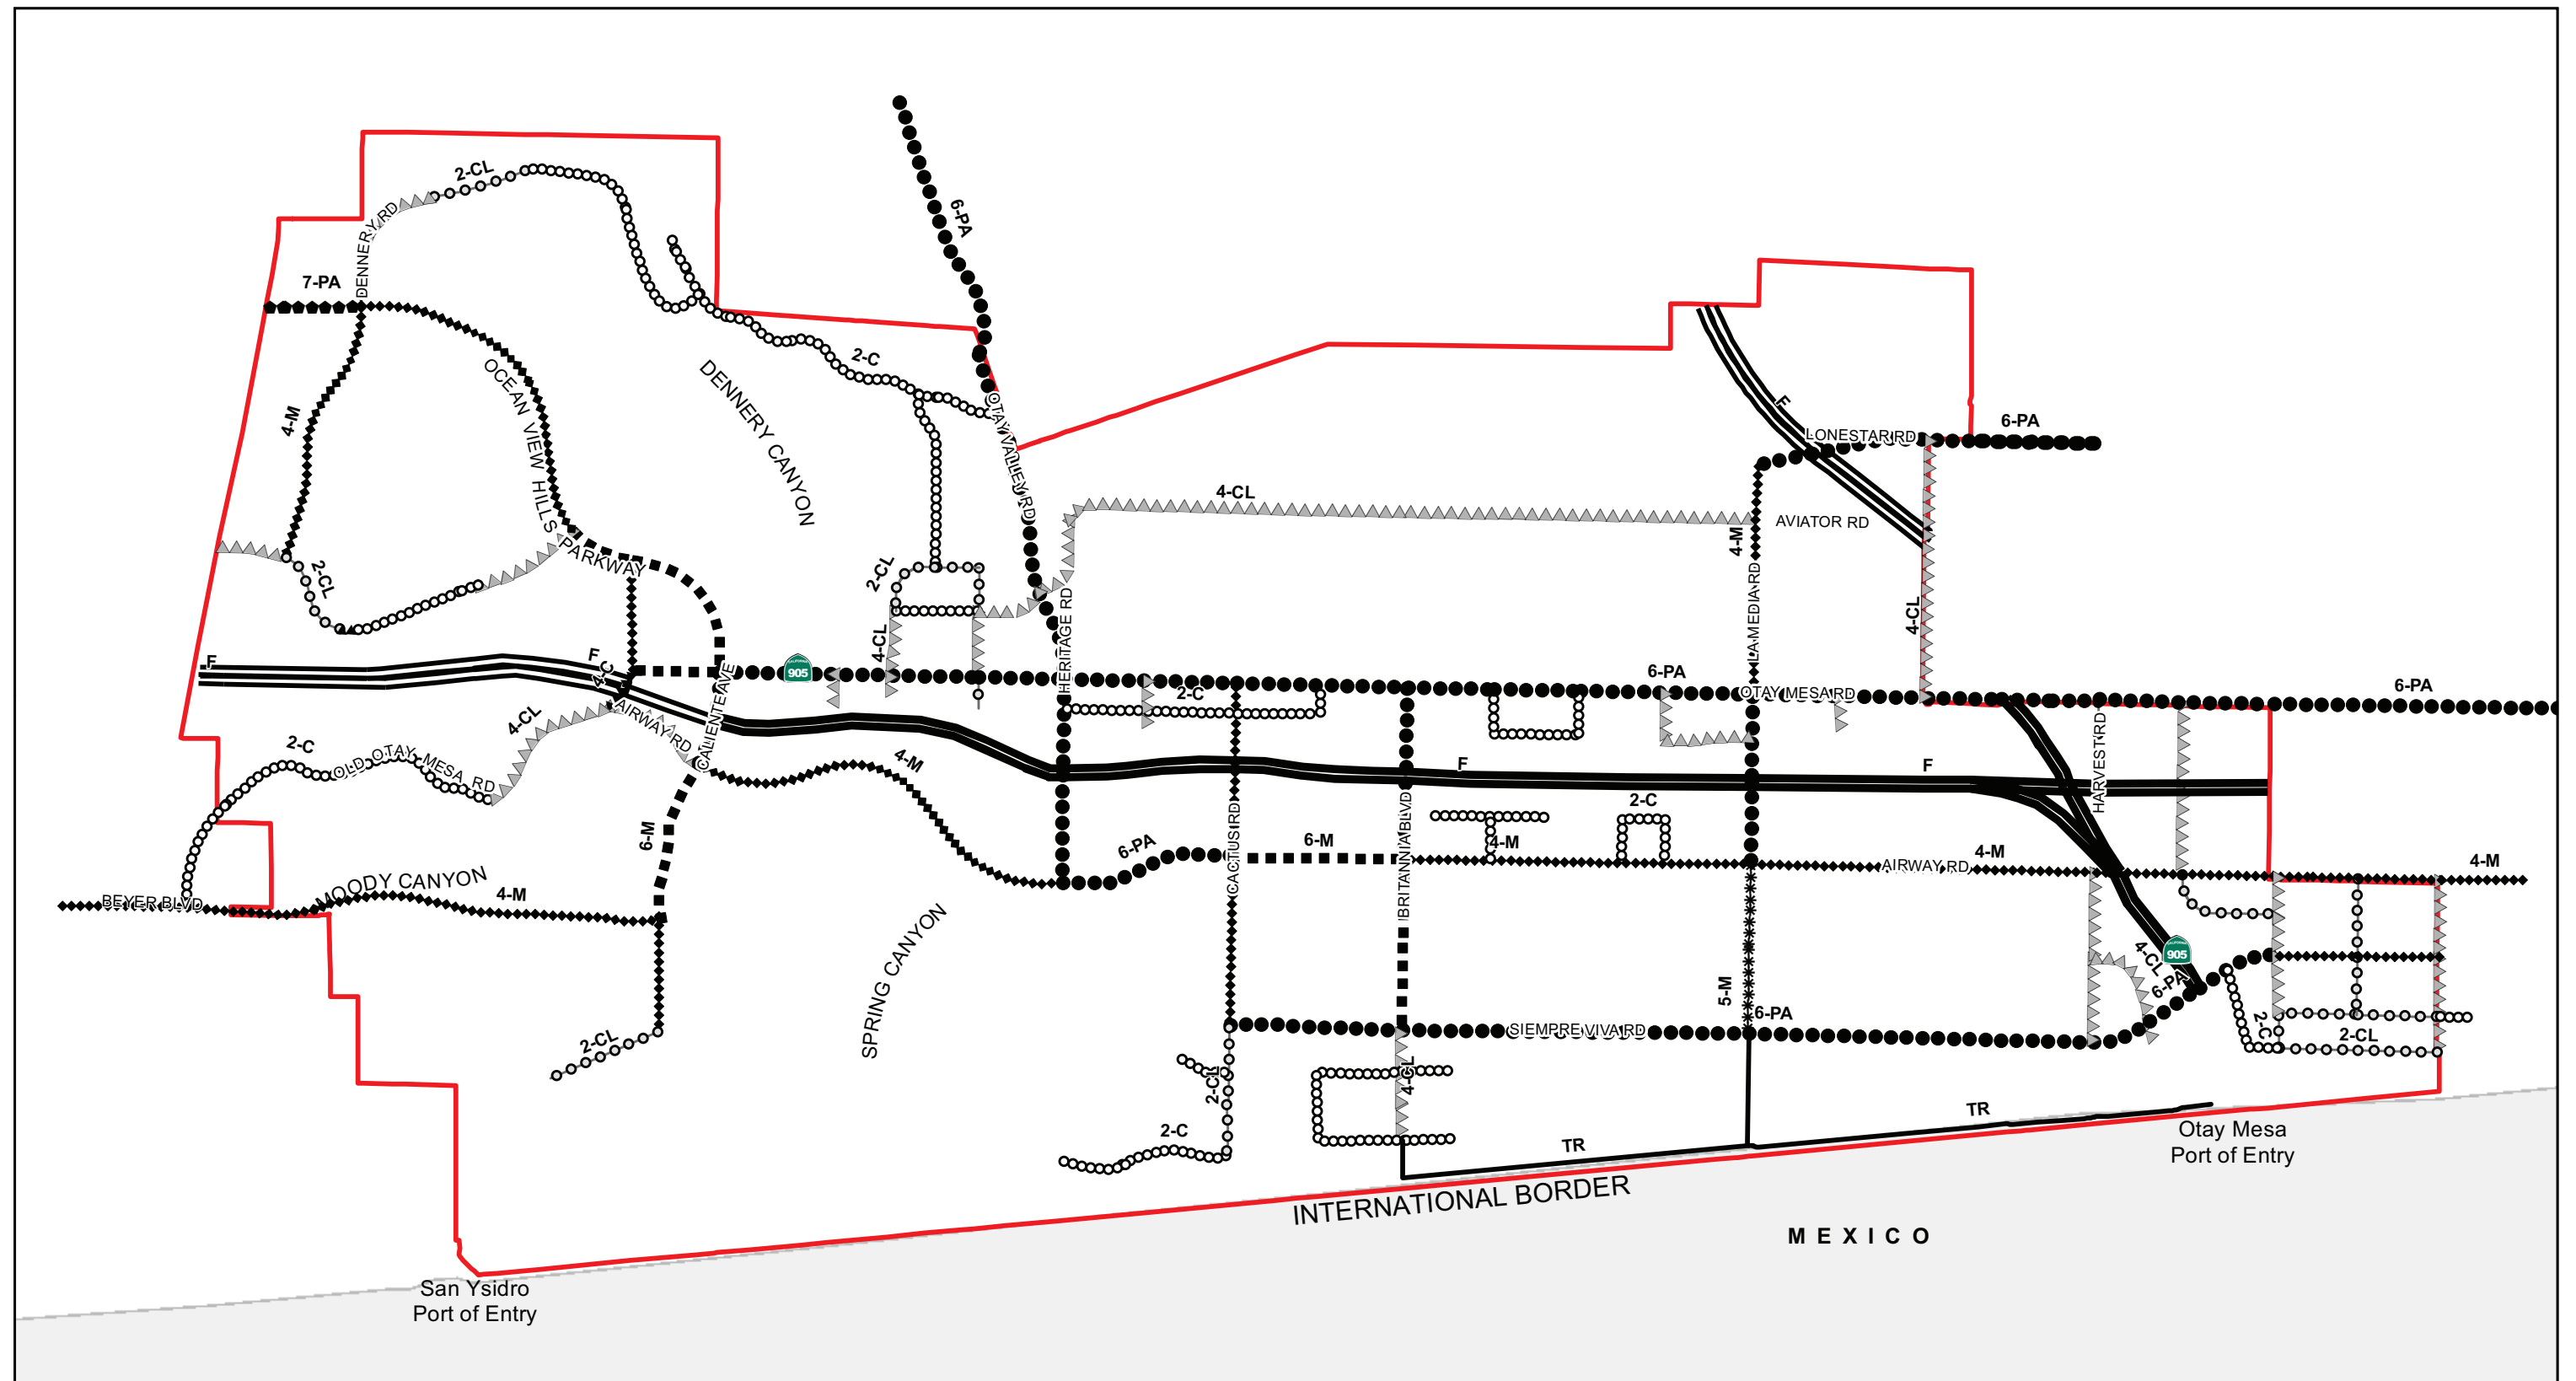 2-CL
6-PA
DENNERY RD
7-PA
2-C
F
6-PA
LONESTAR RD
OCEAN VIEW HILLS PARKWAY
DENNERY CANYON
4-M
OTAY VALLEY RD
4-CL
AVIATOR RD
4-M
2-CL
2-CL
HERITAGE RD
LA MEDIA RD
4-CL
4-CL
F
F
4-C
CALIFORNIA
905
6-PA
6-PA
2-C
OTAY MESA RD
CALIENTE AVE
AIRWAY RD
4-CL
2-C
OLD OTAY MESA RD
4-M
F
F
HARVEST RD
2-C
6-M
CACTUS RD
BRITANNIA BLVD
6-PA
6-M
4-M
AIRWAY RD
4-M
4-M
MOODY CANYON
BEYER BLVD
4-M
SPRING CANYON
CALIFORNIA
905
4-CL
6-PA
5-M
6-PA
SIEMPRE VIVA RD
2-C
2-CL
2-CL
2-CL
4-CL
2-C
TR
TR
Otay Mesa
Port of Entry
INTERNATIONAL BORDER
MEXICO
San Ysidro
Port of Entry